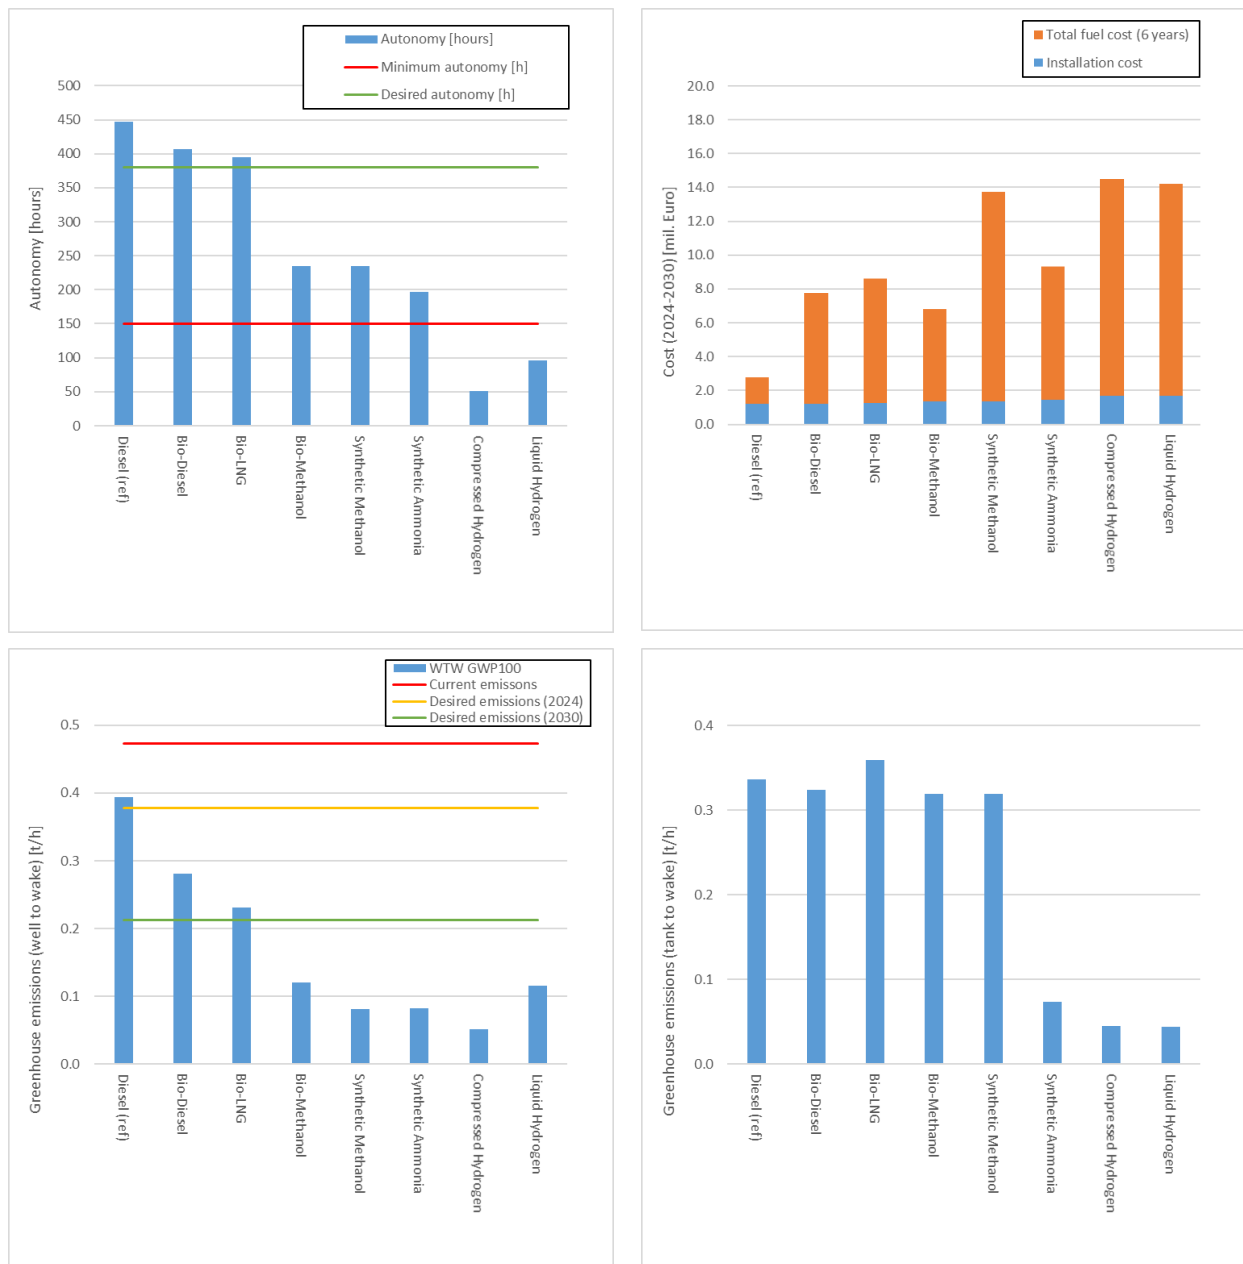 Autonomy [hours]
Minimum autonomy [h]
Desired autonomy [h]
500
450
400
350
300
250
200
150
100
50
0
Autonomy [hours]
Diesel (ref)
Bio-Diesel
Bio-LNG
Bio-Methanol
Synthetic Methanol
Synthetic Ammonia
Compressed Hydrogen
Liquid Hydrogen
Total fuel cost (6 years)
Installation cost
20.0
18.0
16.0
14.0
12.0
10.0
8.0
6.0
4.0
2.0
0.0
Cost (2024-2030) [mil. Euro]
Diesel (ref)
Bio-Diesel
Bio-LNG
Bio-Methanol
Synthetic Methanol
Synthetic Ammonia
Compressed Hydrogen
Liquid Hydrogen
WTW GWP100
Current emissons
Desired emissions (2024)
Desired emissions (2030)
0.5
0.4
0.3
0.2
0.1
0.0
Greenhouse emissions (well to wake) [t/h]
Diesel (ref)
Bio-Diesel
Bio-LNG
Bio-Methanol
Synthetic Methanol
Synthetic Ammonia
Compressed Hydrogen
Liquid Hydrogen
0.4
0.3
0.2
0.1
0.0
Greenhouse emissions (tank to wake) [t/h]
Diesel (ref)
Bio-Diesel
Bio-LNG
Bio-Methanol
Synthetic Methanol
Synthetic Ammonia
Compressed Hydrogen
Liquid Hydrogen